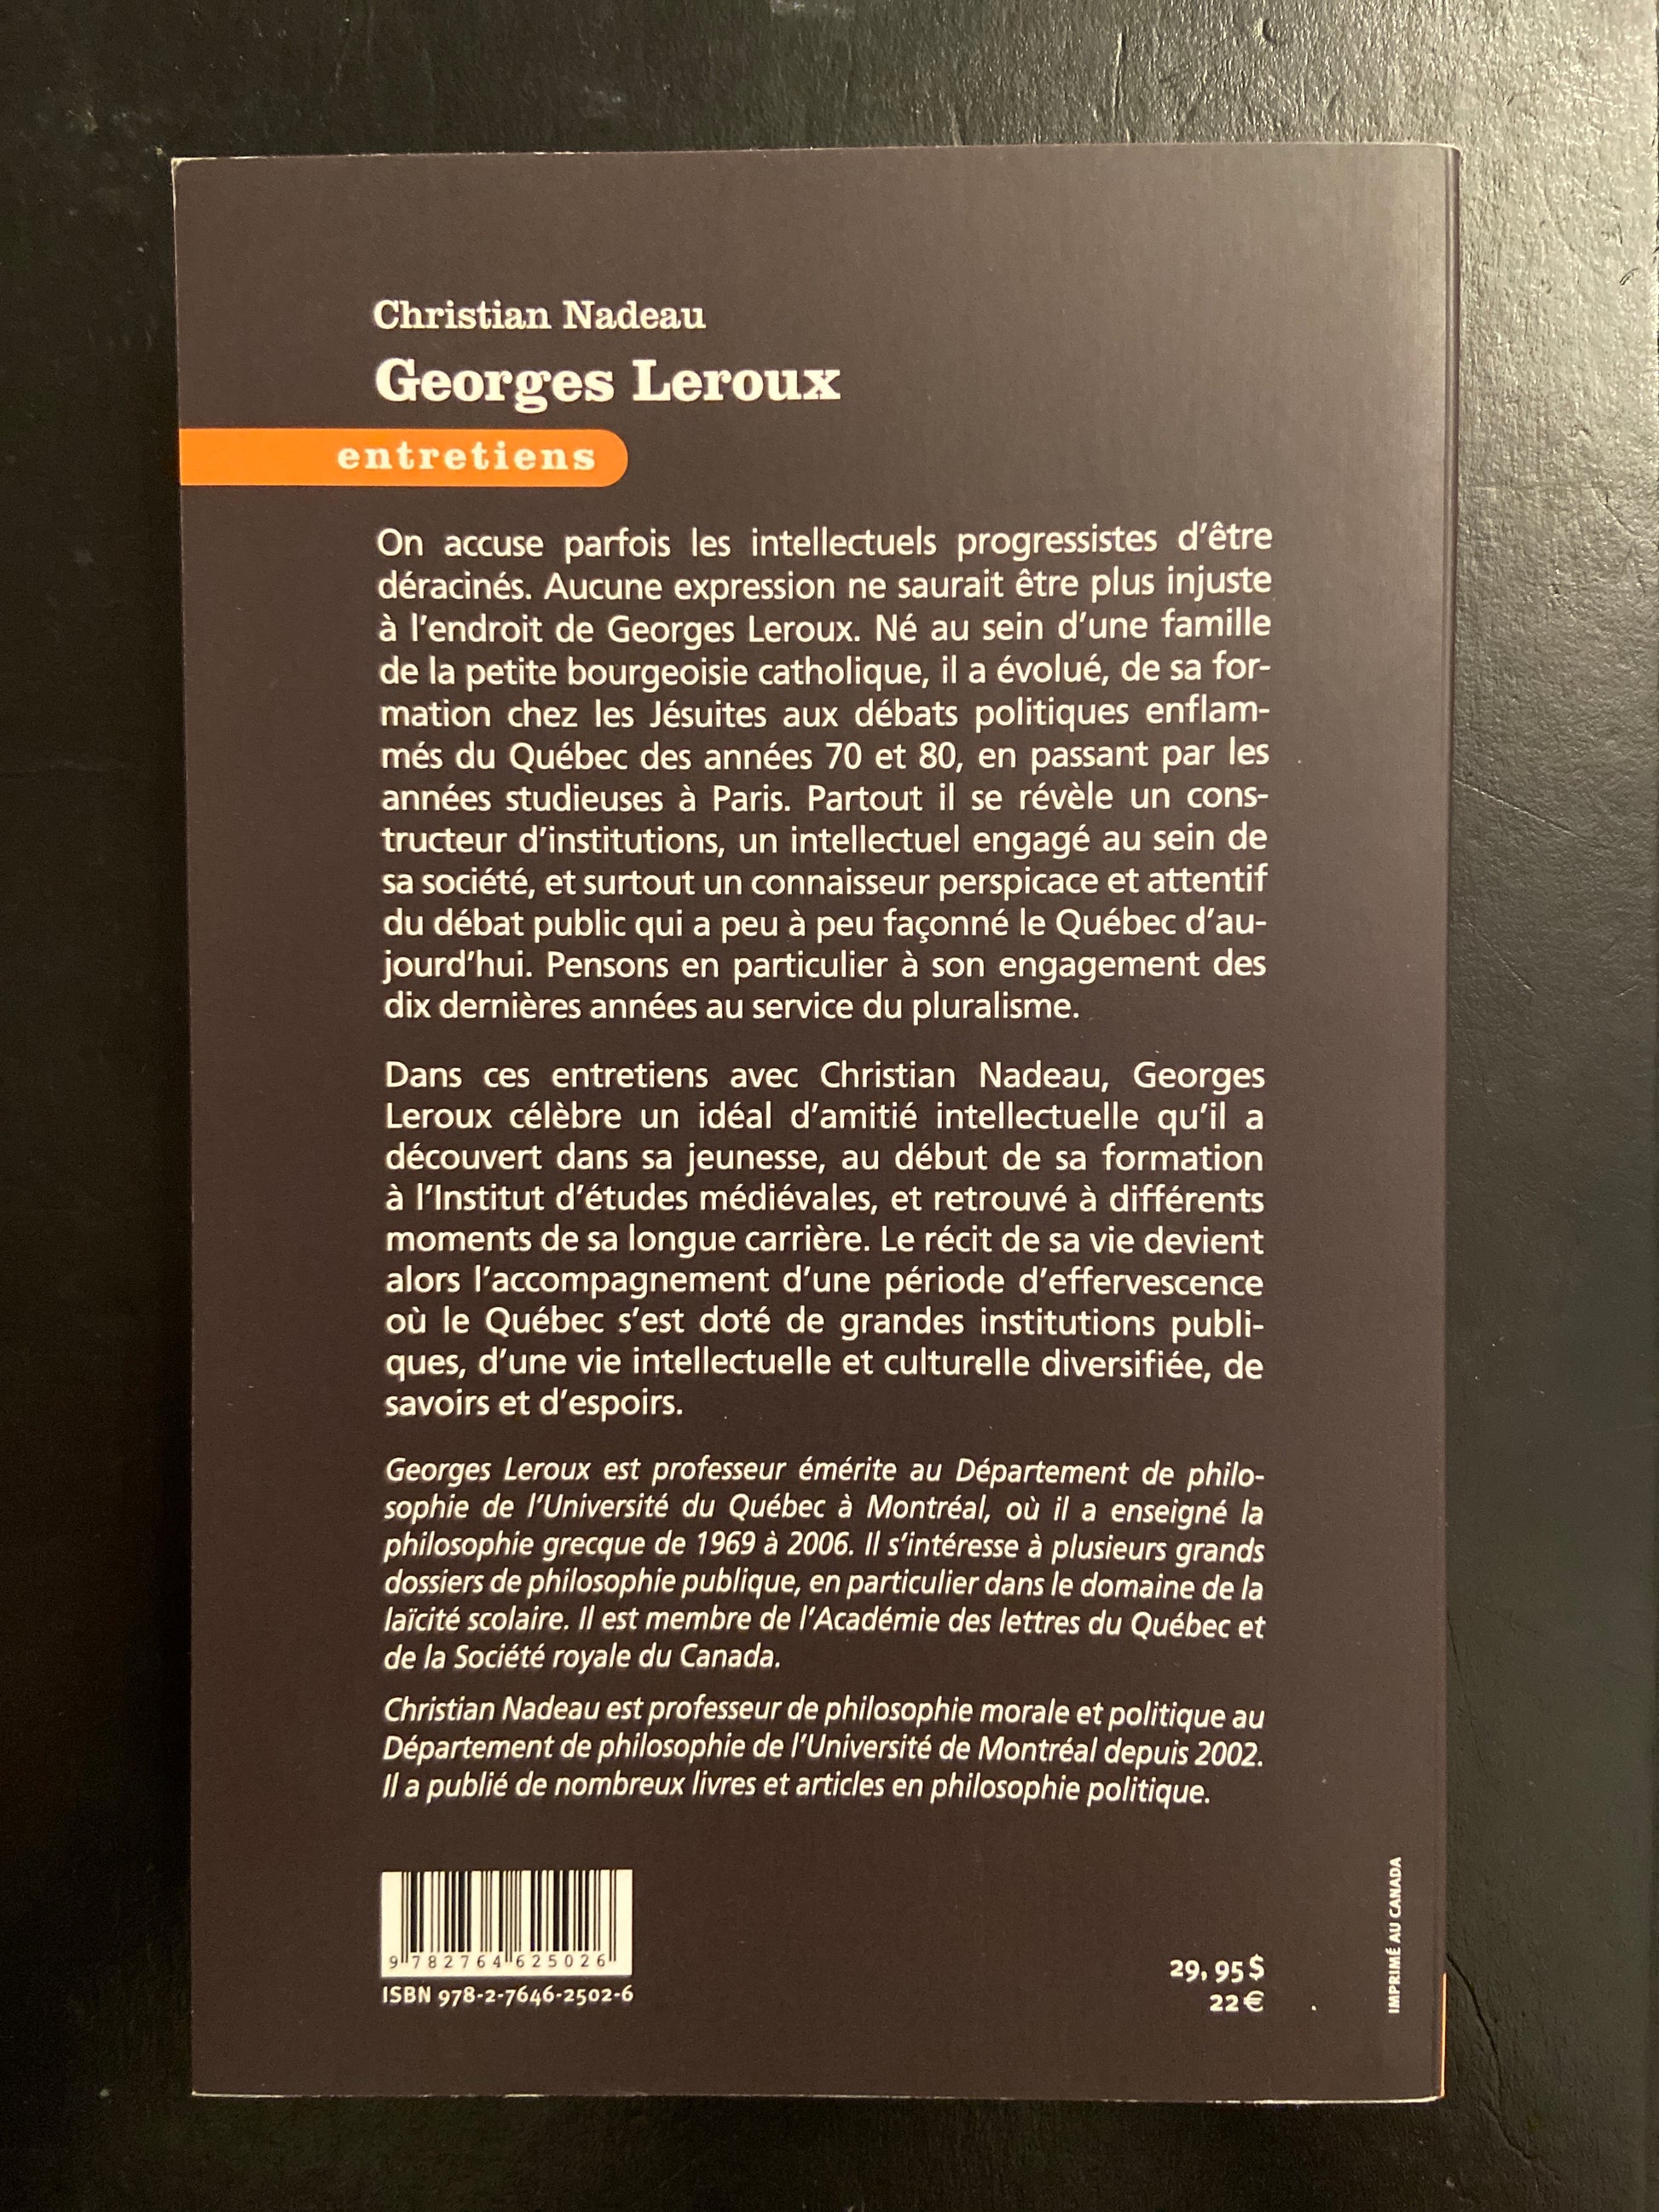 Christian Nadeau
Georges Leroux
entretiens
On accuse parfois les intellectuels progressistes d'être
déracinés. Aucune expression ne saurait être plus injuste
à l'endroit de Georges Leroux. Né au sein d'une famille
de la petite bourgeoisie catholique, il a évolué, de sa for-
mation chez les Jésuites aux débats politiques enflam-
més du Québec des années 70 et 80, en passant par les
années studieuses à Paris. Partout il se révèle un cons-
tructeur d'institutions, un intellectuel engagé au sein de
sa société, et surtout un connaisseur perspicace et attentif
du débat public qui a peu à peu façonné le Québec d'au-
jourd'hui. Pensons en particulier à son engagement des
dix dernières années au service du pluralisme.
Dans ces entretiens avec Christian Nadeau, Georges
Leroux célèbre un idéal d'amitié intellectuelle qu'il a
découvert dans sa jeunesse, au début de sa formation
à l'Institut d'études médiévales, et retrouvé à différents
moments de sa longue carrière. Le récit de sa vie devient
alors l'accompagnement d'une période d'effervescence
où le Québec s'est doté de grandes institutions publi-
ques, d'une vie intellectuelle et culturelle diversifiée, de
savoirs et d'espoirs.
Georges Leroux est professeur émérite au Département de philo-
sophie de l'Université du Québec à Montréal, où il a enseigné la
philosophie grecque de 1969 à 2006. Il s'intéresse à plusieurs grands
dossiers de philosophie publique, en particulier dans le domaine de la
laïcité scolaire. Il est membre de l'Académie des lettres du Québec et
de la Société royale du Canada.
Christian Nadeau est professeur de philosophie morale et politique au
Département de philosophie de l'Université de Montréal depuis 2002.
Il a publié de nombreux livres et articles en philosophie politique.
9 782764 625026
ISBN 978-2-7646-2502-6
29,95 $
22 €
IMPRIMÉ AU CANADA